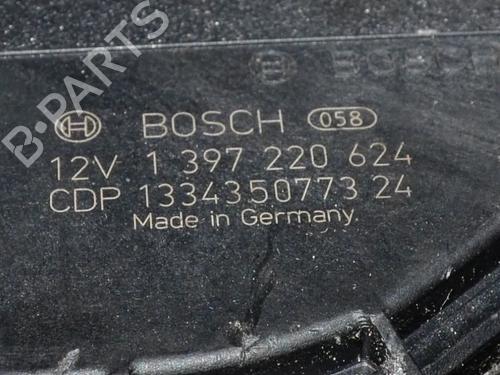 BOSCH 058
12V 1 397 220 624
CDP 1334350773 24
Made in Germany
B-PARTS